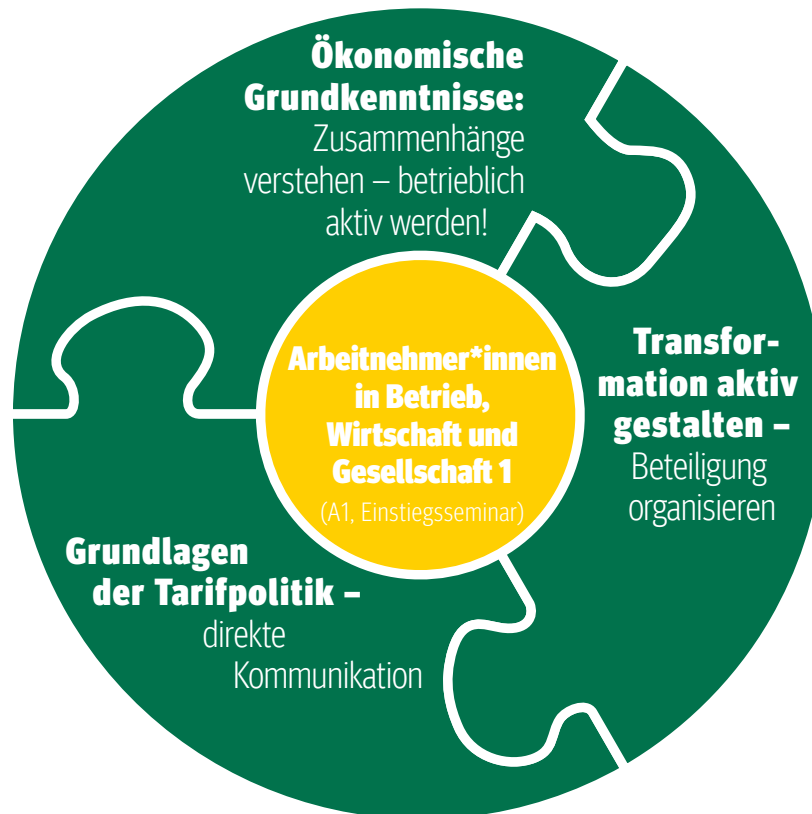 Ökonomische
Grundkenntnisse:
Zusammenhänge
verstehen – betrieblich
aktiv werden!
Arbeitnehmer*innen
in Betrieb,
Wirtschaft und
Gesellschaft 1
(A1, Einstiegsseminar)
Transfor-
mation aktiv
gestalten –
Beteiligung
organisieren
Grundlagen
der Tarifpolitik –
direkte
Kommunikation